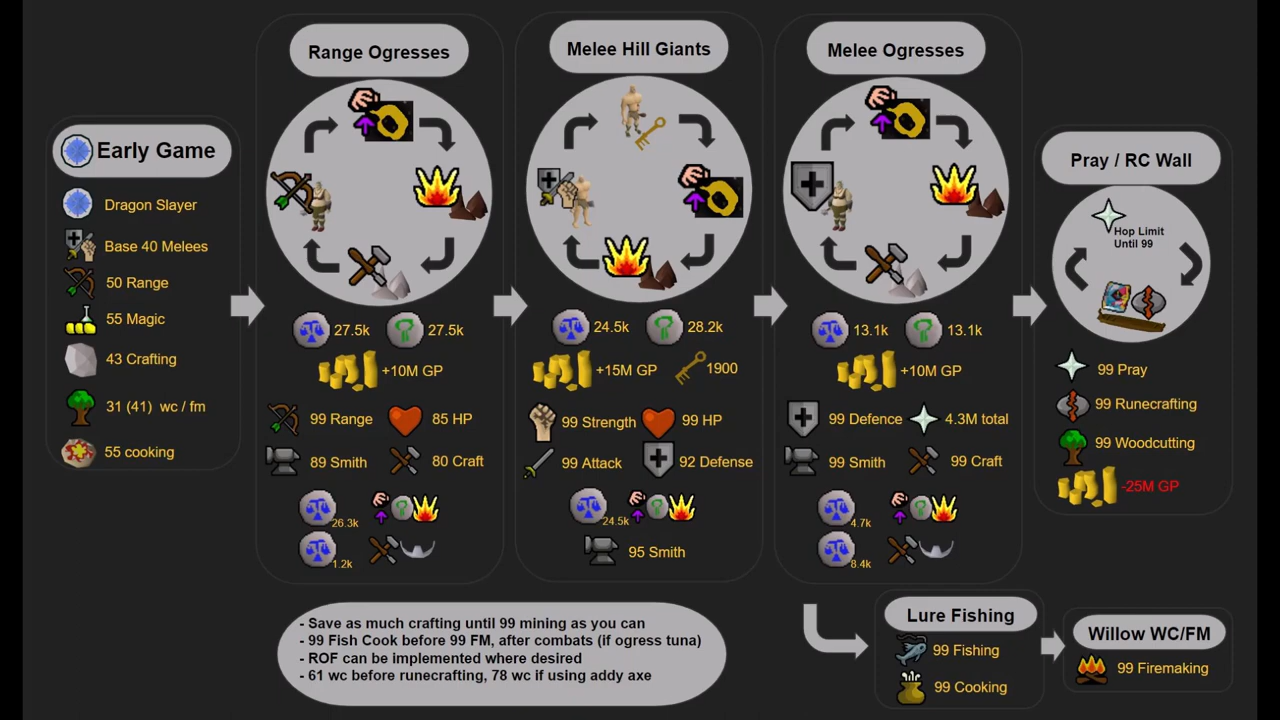 Early Game
Dragon Slayer
Base 40 Melees
50 Range
55 Magic
43 Crafting
31 (41) wc / fm
55 cooking
Range Ogresses
27.5k 27.5k
+10M GP
99 Range 85 HP
89 Smith 80 Craft
26.3k
1.2k
Melee Hill Giants
24.5k 28.2k
+15M GP 1900
99 Strength 99 HP
99 Attack 92 Defense
24.5k
95 Smith
Melee Ogresses
13.1k 13.1k
+10M GP
99 Defence 4.3M total
99 Smith 99 Craft
4.7k
8.4k
Pray / RC Wall
Hop Limit
Until 99
99 Pray
99 Runecrafting
99 Woodcutting
-25M GP
- Save as much crafting until 99 mining as you can
- 99 Fish Cook before 99 FM, after combats (if ogress tuna)
- ROF can be implemented where desired
- 61 wc before runecrafting, 78 wc if using addy axe
Lure Fishing
99 Fishing
99 Cooking
Willow WC/FM
99 Firemaking